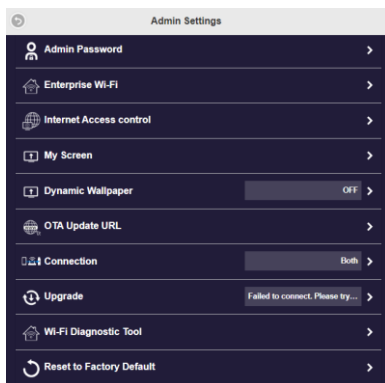 Admin Settings
Admin Password
Enterprise Wi-Fi
Internet Access control
My Screen
Dynamic Wallpaper OFF
OTA Update URL
Connection Both
Upgrade Failed to connect. Please try...
Wi-Fi Diagnostic Tool
Reset to Factory Default